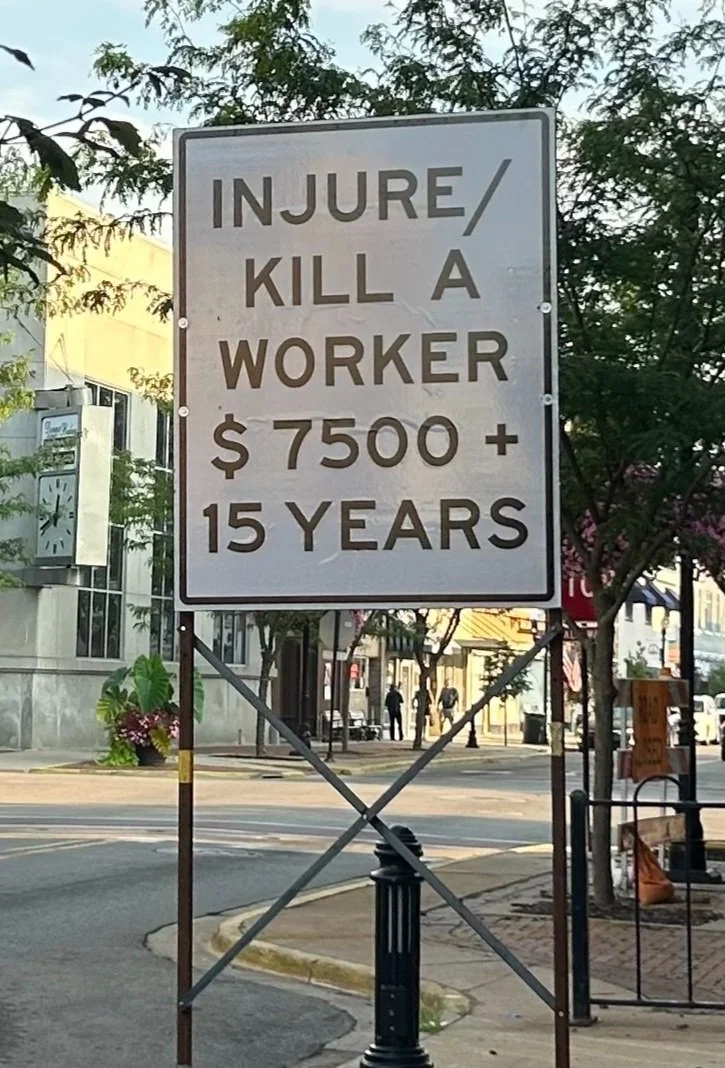 INJURE/
KILL A
WORKER
$ 7500 +
15 YEARS